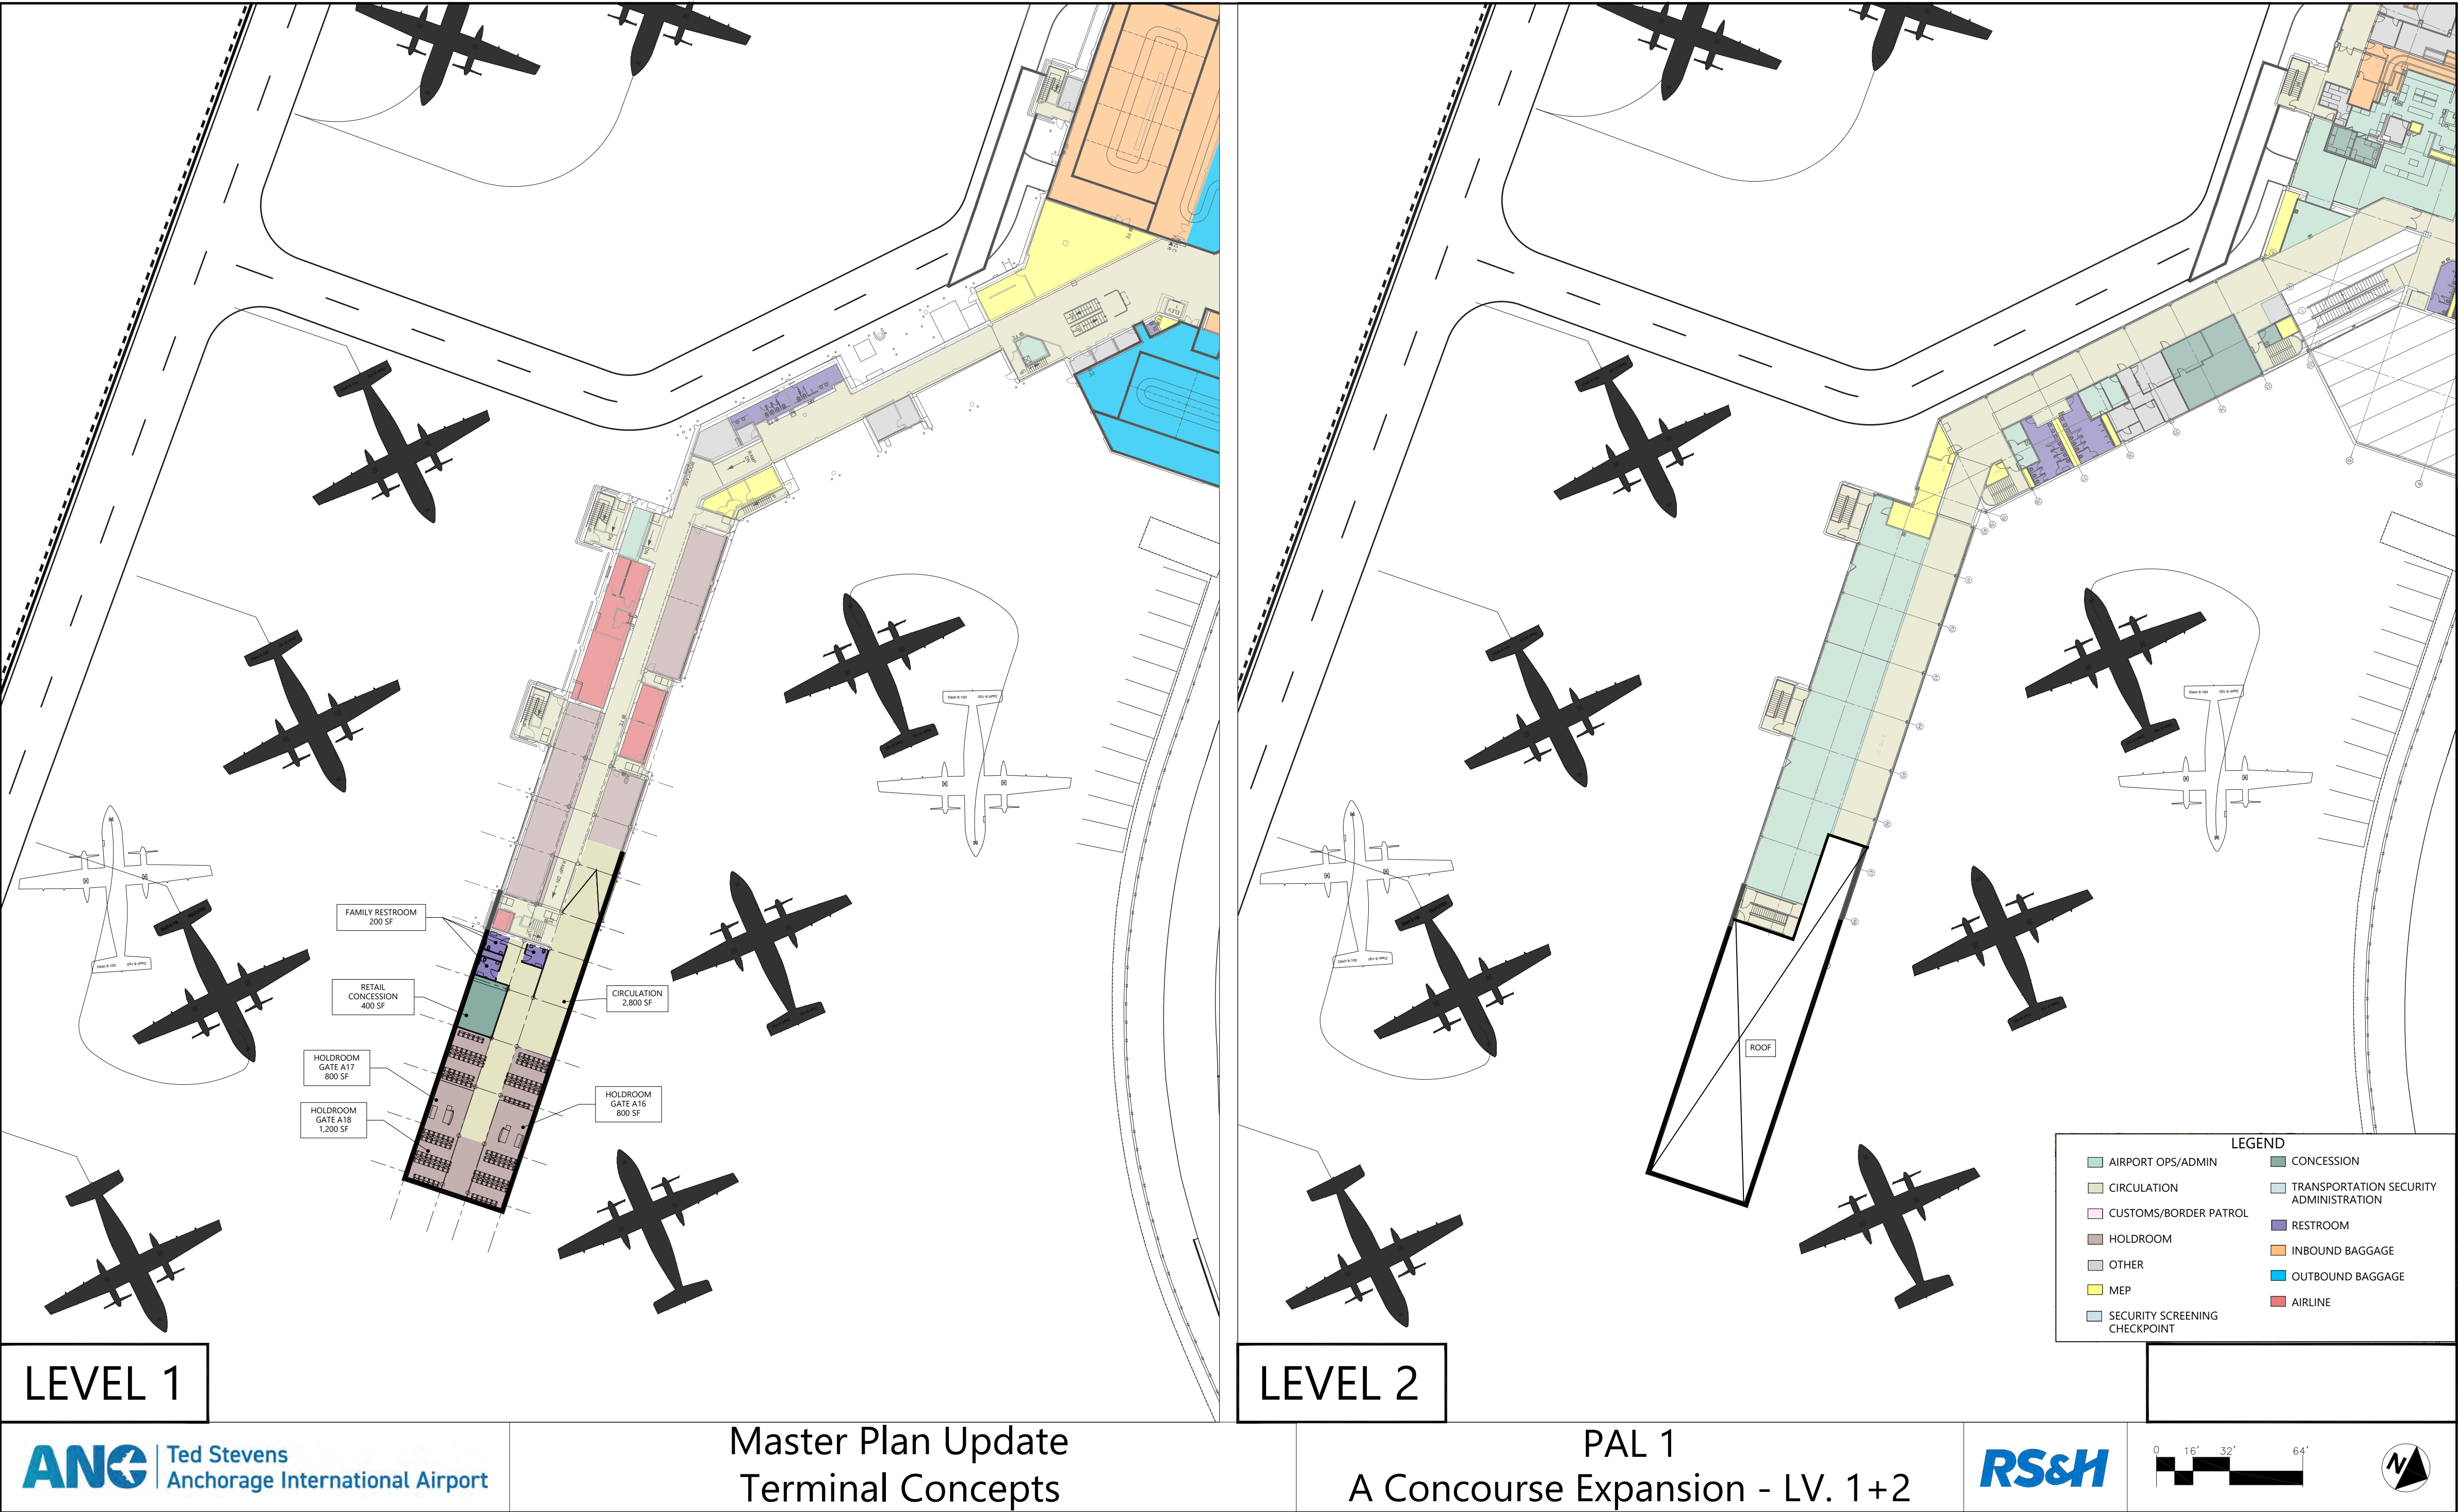 FAMILY RESTROOM
200 SF
RETAIL
CONCESSION
400 SF
CIRCULATION
2,800 SF
HOLDROOM
GATE A17
800 SF
HOLDROOM
GATE A16
800 SF
HOLDROOM
GATE A18
1,200 SF
RAMP
DN
RAMP DN
LEVEL 1
ROOF
LEGEND
AIRPORT OPS/ADMIN
CIRCULATION
CUSTOMS/BORDER PATROL
HOLDROOM
OTHER
MEP
SECURITY SCREENING
CHECKPOINT
CONCESSION
TRANSPORTATION SECURITY
ADMINISTRATION
RESTROOM
INBOUND BAGGAGE
OUTBOUND BAGGAGE
AIRLINE
LEVEL 2
ANC
Ted Stevens
Anchorage International Airport
Master Plan Update
Terminal Concepts
PAL 1
A Concourse Expansion - LV. 1+2
RS&H
0 16' 32' 64'
N